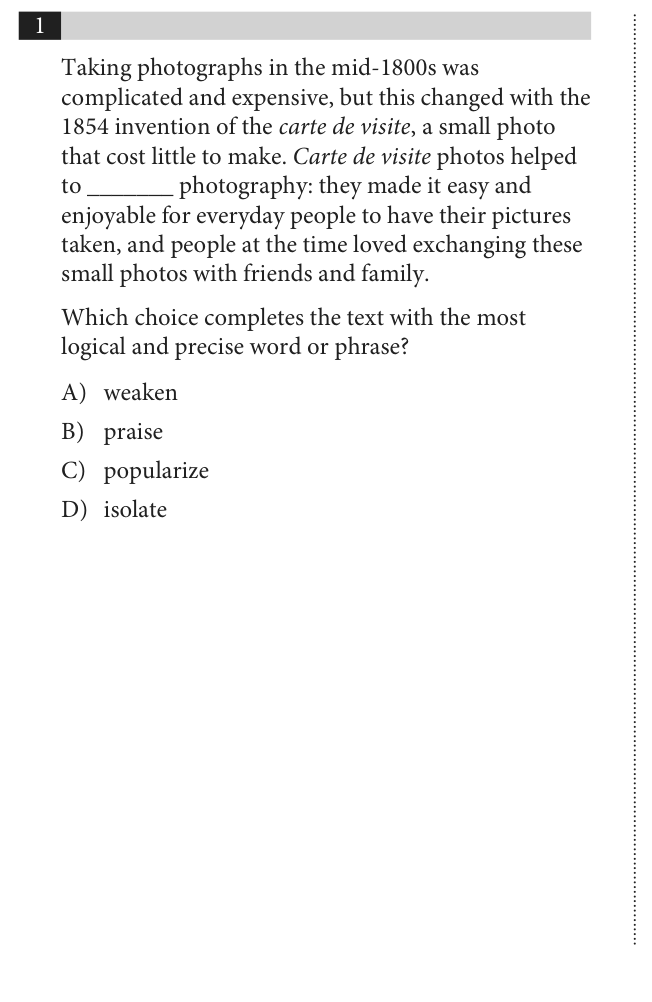 1
Taking photographs in the mid-1800s was
complicated and expensive, but this changed with the
1854 invention of the carte de visite, a small photo
that cost little to make. Carte de visite photos helped
to _______ photography: they made it easy and
enjoyable for everyday people to have their pictures
taken, and people at the time loved exchanging these
small photos with friends and family.
Which choice completes the text with the most
logical and precise word or phrase?
A) weaken
B) praise
C) popularize
D) isolate